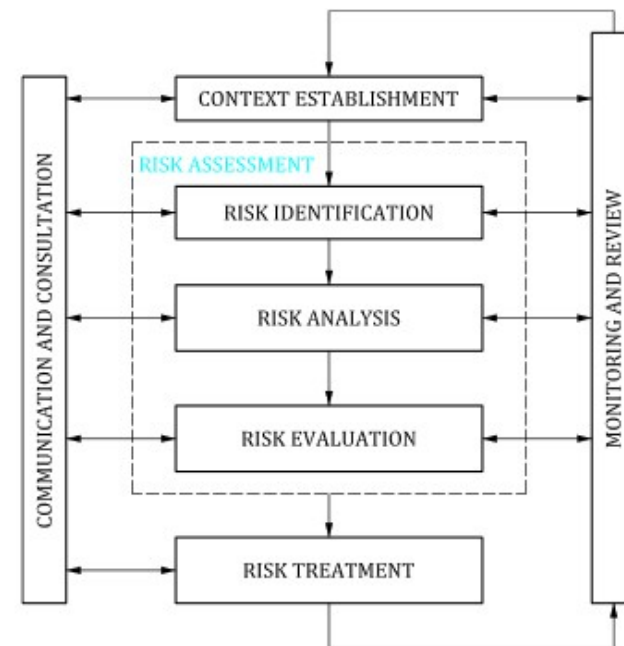 CONTEXT ESTABLISHMENT
RISK ASSESSMENT
RISK IDENTIFICATION
RISK ANALYSIS
RISK EVALUATION
RISK TREATMENT
COMMUNICATION AND CONSULTATION
MONITORING AND REVIEW